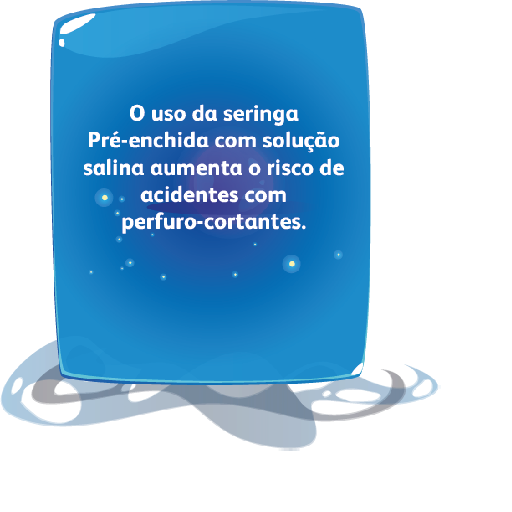 O uso da seringa
Pré-enchida com solução
salina aumenta o risco de
acidentes com
perfuro-cortantes.